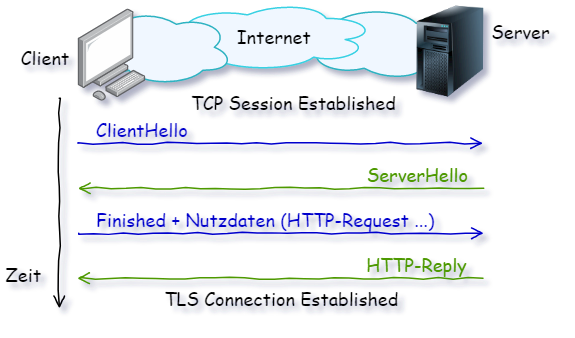 Internet
Server
Client
TCP Session Established
ClientHello
ServerHello
Finished + Nutzdaten (HTTP-Request ...)
HTTP-Reply
Zeit
TLS Connection Established